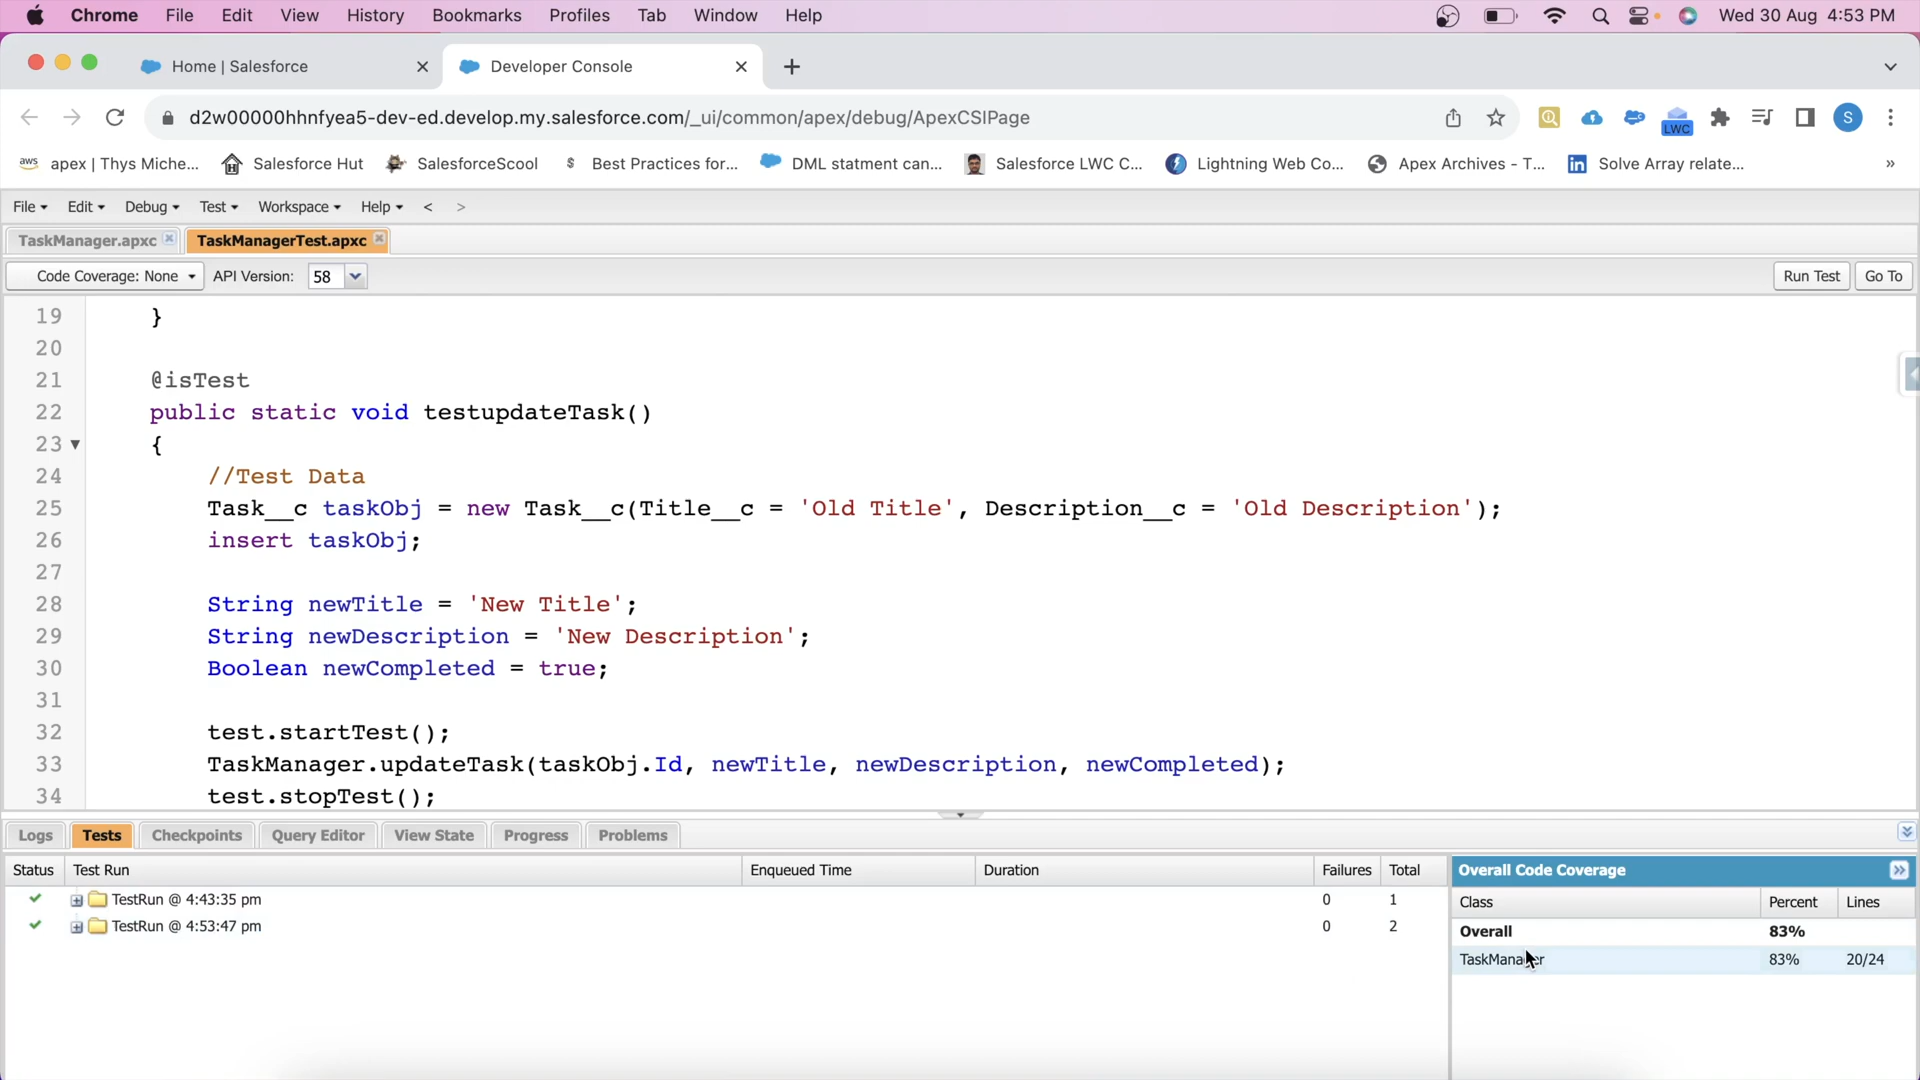 Chrome File Edit View History Bookmarks Profiles Tab Window Help Wed 30 Aug 4:53 PM
Home | Salesforce Developer Console
d2w00000hhnfyea5-dev-ed.develop.my.salesforce.com/_ui/common/apex/debug/ApexCSIPage LWC S
aws apex | Thys Miche... Salesforce Hut SalesforceScool S Best Practices for... DML statment can... Salesforce LWC C... Lightning Web Co... Apex Archives - T... in Solve Array relate... »
File Edit Debug Test Workspace Help < >
TaskManager.apxc TaskManagerTest.apxc
Code Coverage: None API Version: 58 Run Test Go To
19 }
20
21 @isTest
22 public static void testupdateTask()
23 {
24 //Test Data
25 Task__c taskObj = new Task__c(Title__c = 'Old Title', Description__c = 'Old Description');
26 insert taskObj;
27
28 String newTitle = 'New Title';
29 String newDescription = 'New Description';
30 Boolean newCompleted = true;
31
32 test.startTest();
33 TaskManager.updateTask(taskObj.Id, newTitle, newDescription, newCompleted);
34 test.stopTest();
Logs Tests Checkpoints Query Editor View State Progress Problems
Status Test Run Enqueued Time Duration Failures Total
TestRun @ 4:43:35 pm 0 1
TestRun @ 4:53:47 pm 0 2
Overall Code Coverage
Class Percent Lines
Overall 83%
TaskManager 83% 20/24